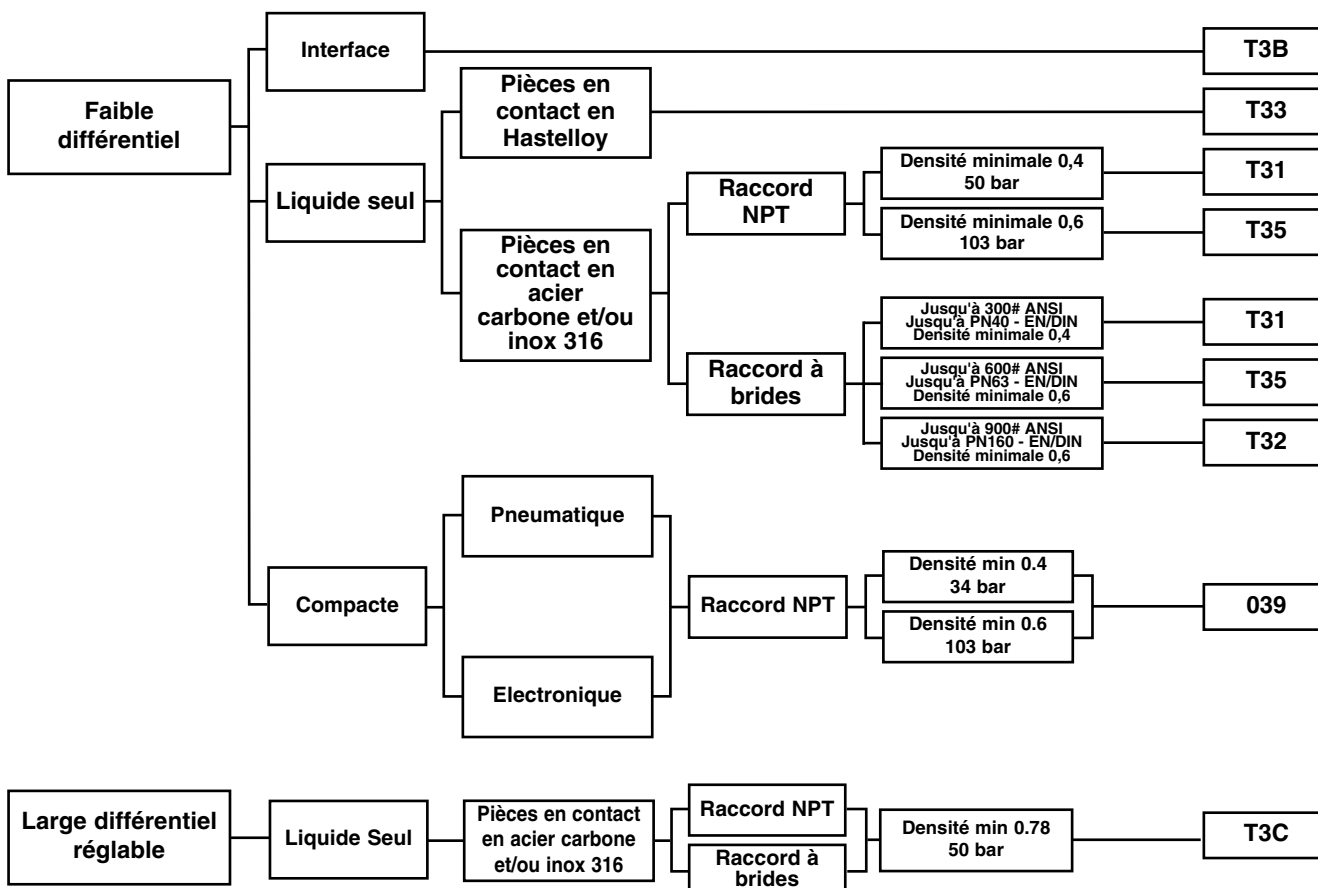 Faible
différentiel
Interface
T3B
Liquide seul
Pièces en
contact en
Hastelloy
T33
Pièces en
contact en
acier
carbone et/ou
inox 316
Raccord
NPT
Densité minimale 0,4
50 bar
T31
Densité minimale 0,6
103 bar
T35
Raccord à
brides
Jusqu'à 300# ANSI
Jusqu'à PN40 - EN/DIN
Densité minimale 0,4
T31
Jusqu'à 600# ANSI
Jusqu'à PN63 - EN/DIN
Densité minimale 0,6
T35
Jusqu'à 900# ANSI
Jusqu'à PN160 - EN/DIN
Densité minimale 0,6
T32
Compacte
Pneumatique
Electronique
Raccord NPT
Densité min 0.4
34 bar
Densité min 0.6
103 bar
039
Large différentiel
réglable
Liquide Seul
Pièces en contact
en acier carbone
et/ou inox 316
Raccord NPT
Raccord à
brides
Densité min 0.78
50 bar
T3C